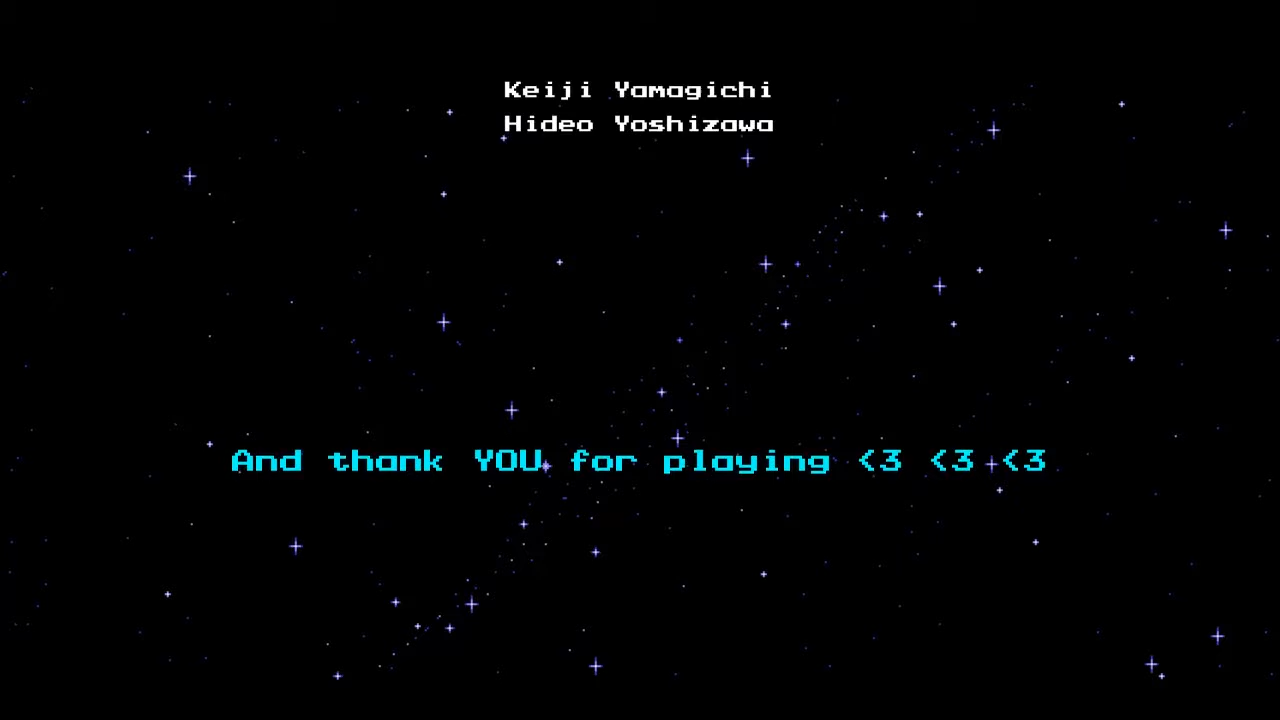 Keiji Yamagichi
Hideo Yoshizawa
And thank YOU for playing <3 <3 <3